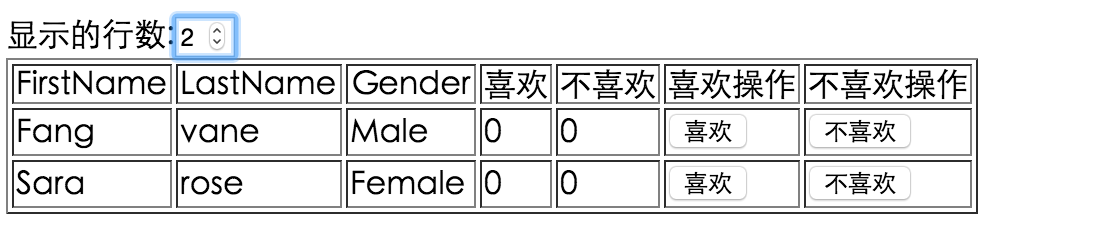 显示的行数:2
FirstName LastName Gender 喜欢 不喜欢 喜欢操作 不喜欢操作
Fang vane Male 0 0 喜欢 不喜欢
Sara rose Female 0 0 喜欢 不喜欢